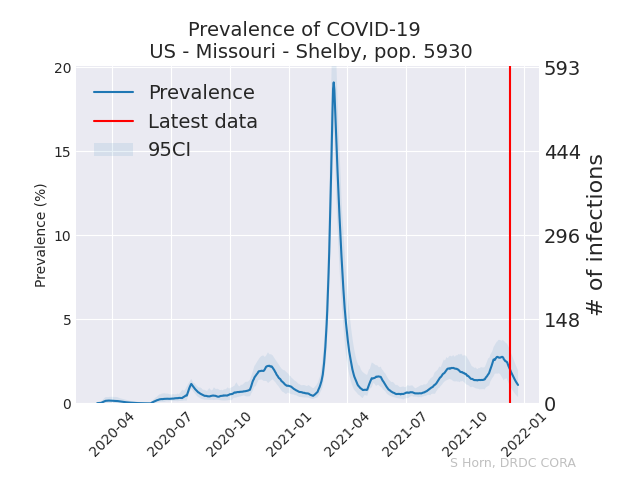 Prevalence of COVID-19
US - Missouri - Shelby, pop. 5930
Prevalence
Latest data
95CI
Prevalence (%)
20
15
10
5
0
593
444
296
148
0
# of infections
2020-04
2020-07
2020-10
2021-01
2021-04
2021-07
2021-10
2022-01
S Horn, DRDC CORA